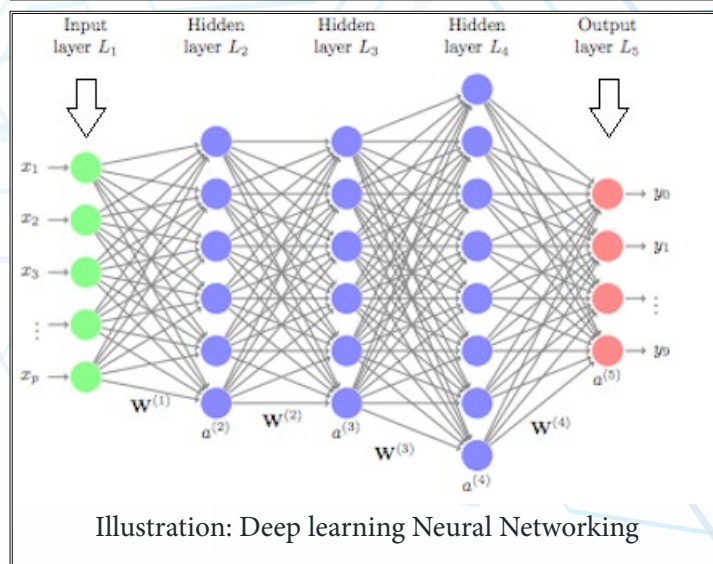 Input layer L₁
Hidden layer L₂
Hidden layer L₃
Hidden layer L₄
Output layer L₅
x₁
x₂
x₃
⋮
xₚ
y₀
y₁
⋮
y₉
W⁽¹⁾
a⁽²⁾
W⁽²⁾
a⁽³⁾
W⁽³⁾
a⁽⁴⁾
W⁽⁴⁾
a⁽⁵⁾
Illustration: Deep learning Neural Networking